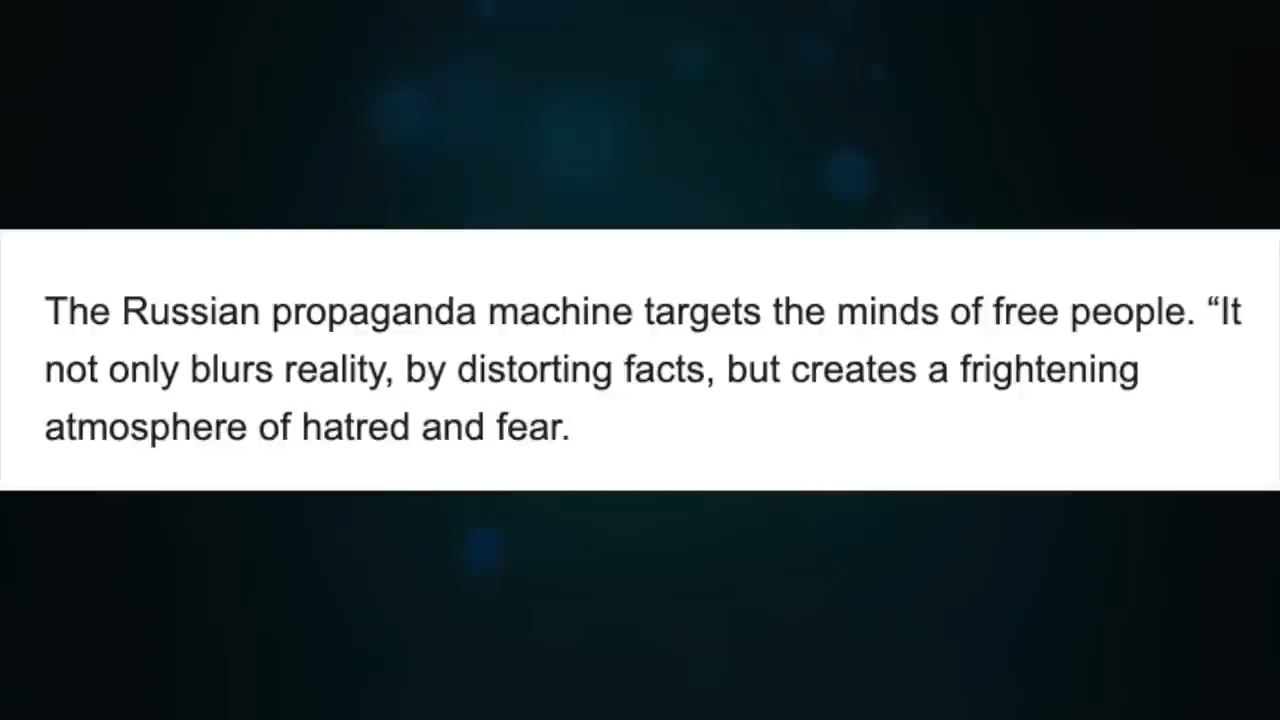 The Russian propaganda machine targets the minds of free people. “It
not only blurs reality, by distorting facts, but creates a frightening
atmosphere of hatred and fear.